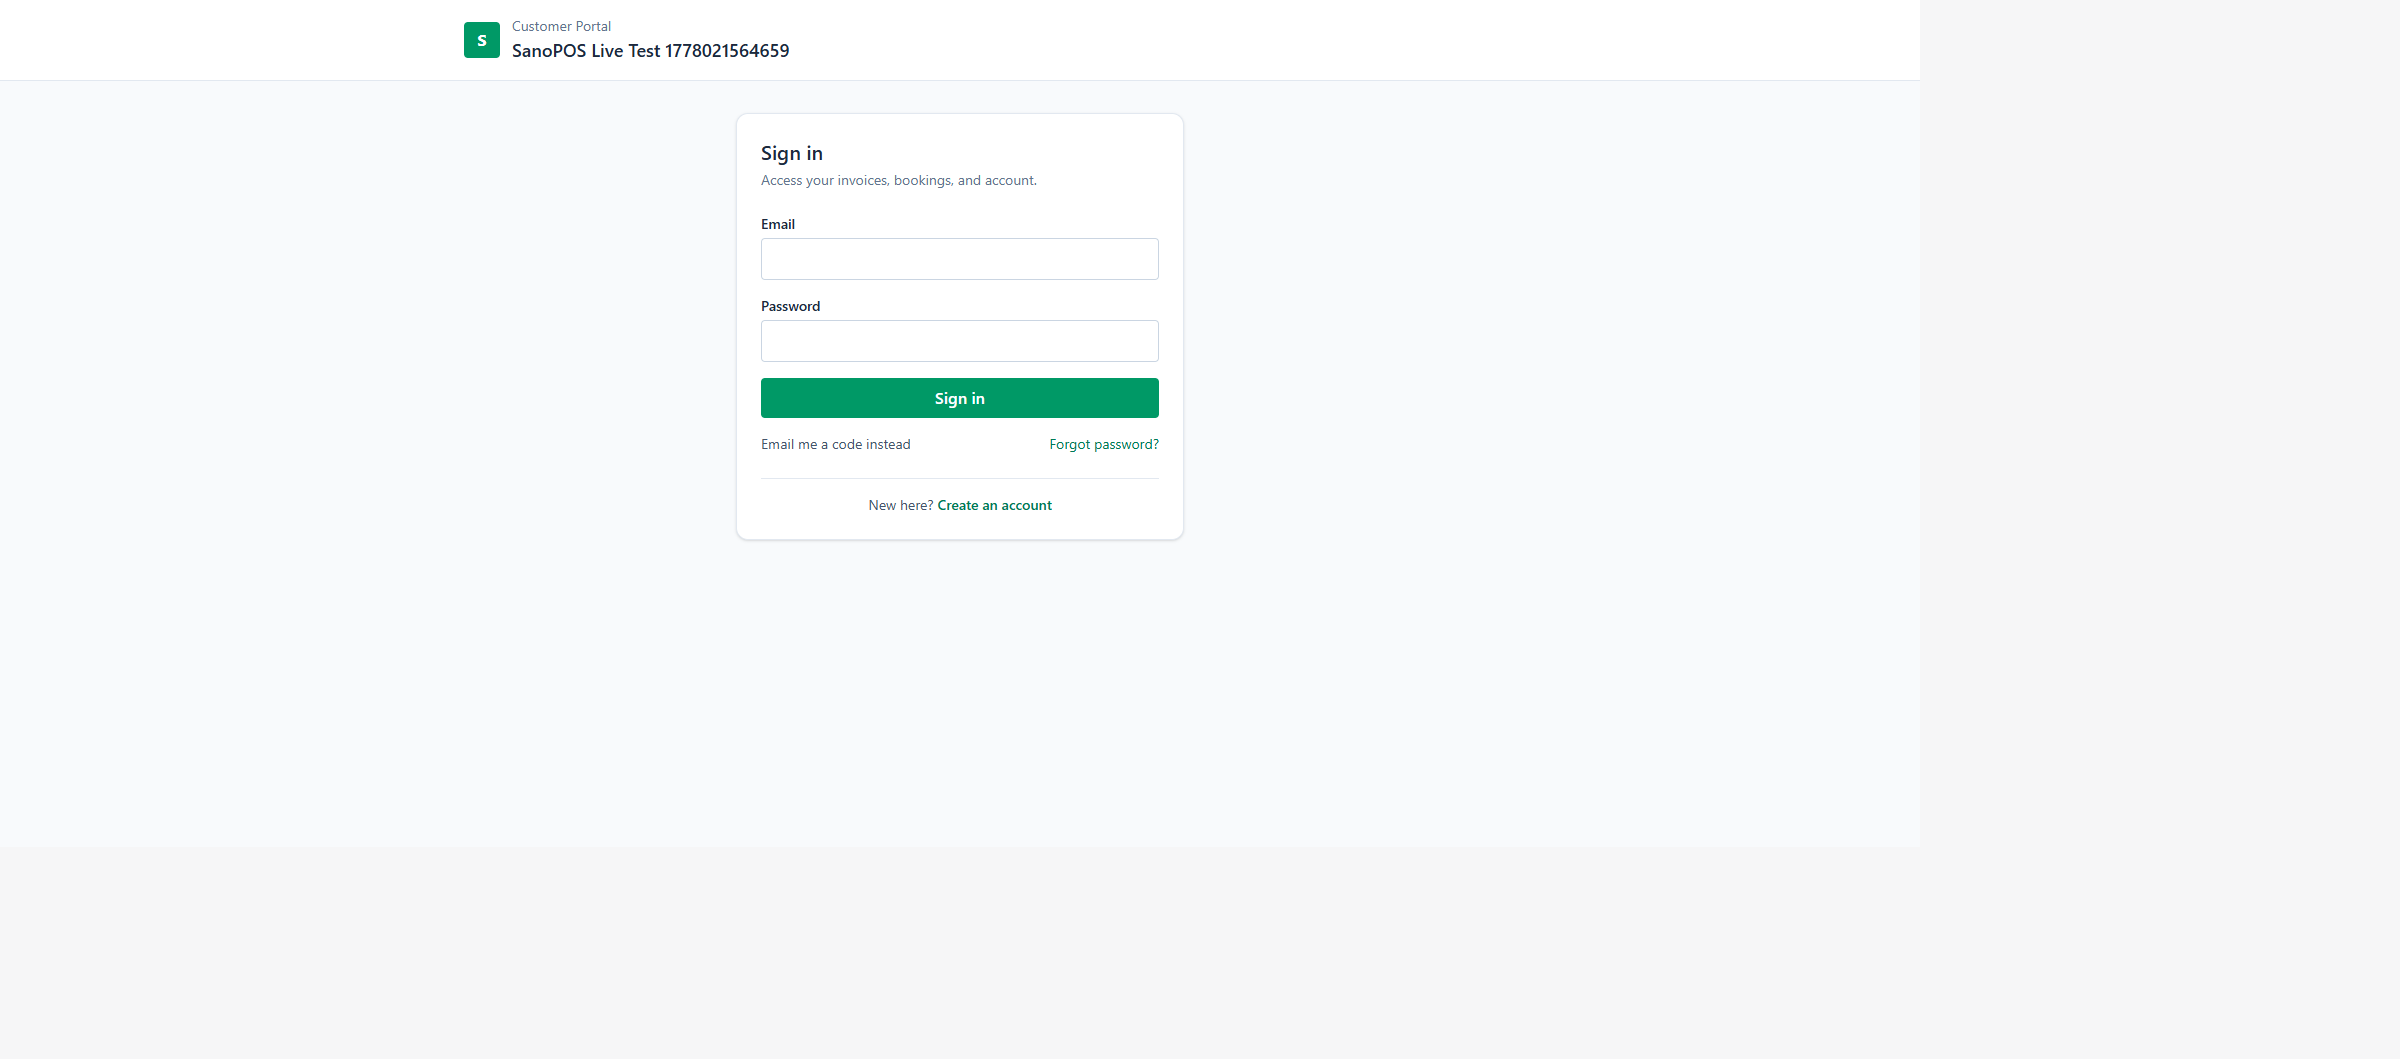 S
Customer Portal
SanoPOS Live Test 1778021564659
Sign in
Access your invoices, bookings, and account.
Email
Password
Sign in
Email me a code instead
Forgot password?
New here? Create an account